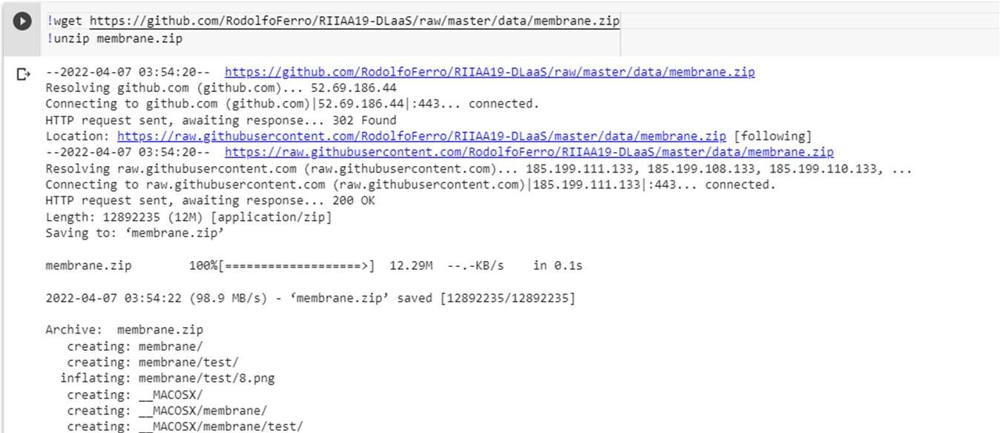 !wget https://github.com/RodolfoFerro/RIIAA19-DLaaS/raw/master/data/membrane.zip
!unzip membrane.zip
--2022-04-07 03:54:20--  https://github.com/RodolfoFerro/RIIAA19-DLaaS/raw/master/data/membrane.zip
Resolving github.com (github.com)... 52.69.186.44
Connecting to github.com (github.com)|52.69.186.44|:443... connected.
HTTP request sent, awaiting response... 302 Found
Location: https://raw.githubusercontent.com/RodolfoFerro/RIIAA19-DLaaS/master/data/membrane.zip [following]
--2022-04-07 03:54:20--  https://raw.githubusercontent.com/RodolfoFerro/RIIAA19-DLaaS/master/data/membrane.zip
Resolving raw.githubusercontent.com (raw.githubusercontent.com)... 185.199.111.133, 185.199.108.133, 185.199.110.133, ...
Connecting to raw.githubusercontent.com (raw.githubusercontent.com)|185.199.111.133|:443... connected.
HTTP request sent, awaiting response... 200 OK
Length: 12892235 (12M) [application/zip]
Saving to: ‘membrane.zip’
membrane.zip        100%[===================>]  12.29M  --.-KB/s    in 0.1s
2022-04-07 03:54:22 (98.9 MB/s) - ‘membrane.zip’ saved [12892235/12892235]
Archive:  membrane.zip
   creating: membrane/
   creating: membrane/test/
  inflating: membrane/test/8.png
   creating: __MACOSX/
   creating: __MACOSX/membrane/
   creating: __MACOSX/membrane/test/